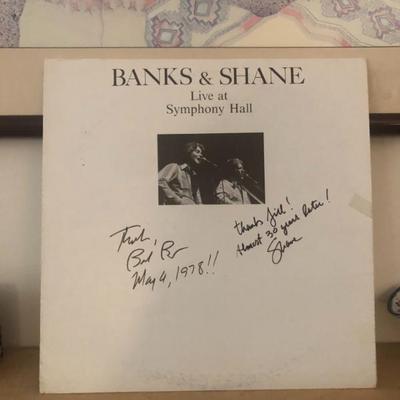 BANKS & SHANE
Live at
Symphony Hall
thanks Jill!
Almost 30 years later!
Shane
May 4, 1978!!